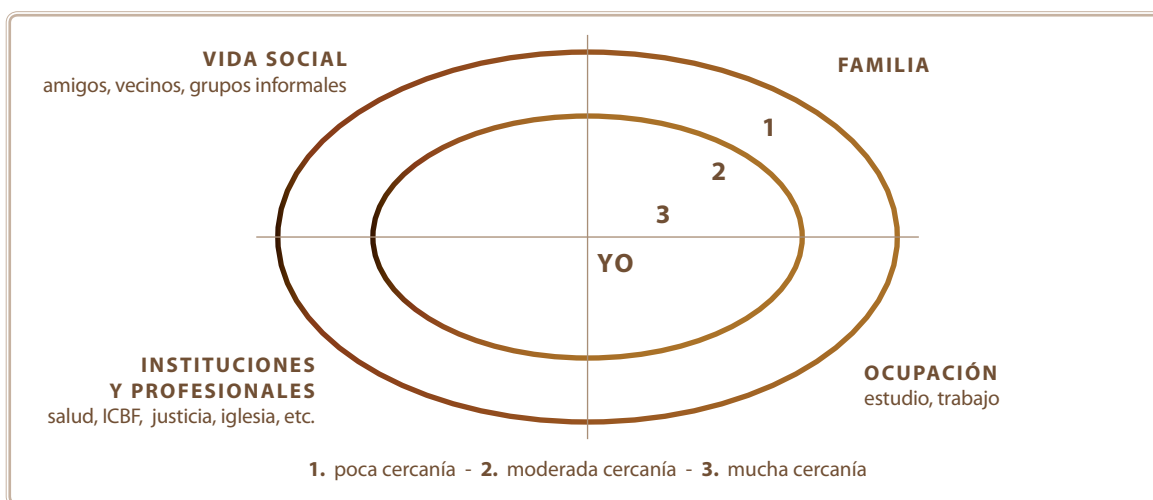 VIDA SOCIAL
amigos, vecinos, grupos informales
FAMILIA
1
2
3
YO
INSTITUCIONES
Y PROFESIONALES
salud, ICBF, justicia, iglesia, etc.
OCUPACIÓN
estudio, trabajo
1. poca cercanía - 2. moderada cercanía - 3. mucha cercanía